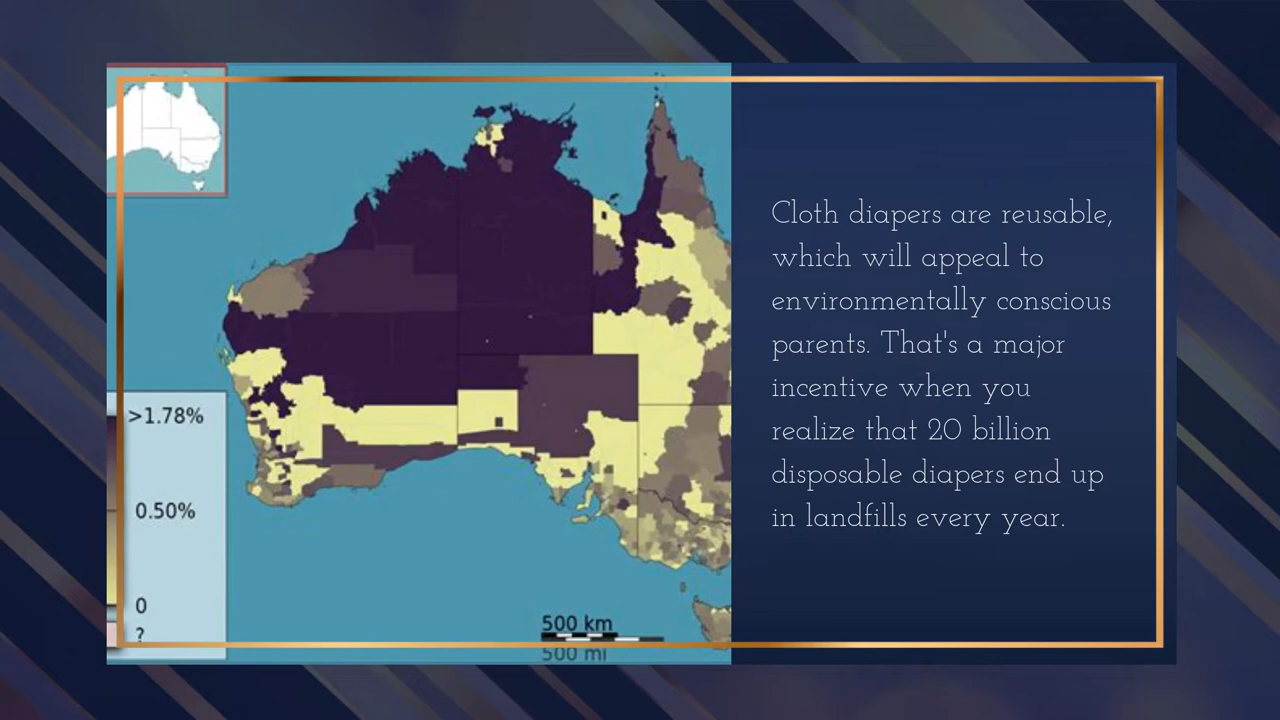 >1.78%
0.50%
0
?
500 km
500 mi
Cloth diapers are reusable,
which will appeal to
environmentally conscious
parents. That's a major
incentive when you
realize that 20 billion
disposable diapers end up
in landfills every year.